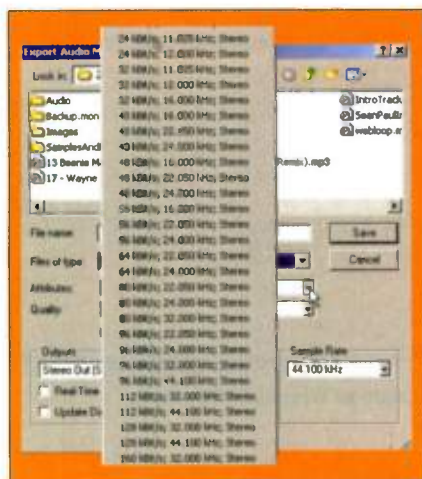 Export Audio M
Look in:
Audio
Backup.mon
Images
13 Beenie M
17 - Wayne
IntroTrack
Remix).mp3
File name
Save
Files of type
Cancel
Attributes
Quality
Outputs
Stereo Out (S
Real Time
Update Di
Sample Rate
44.100 kHz
24 kBit/s; 11.025 kHz; Stereo
24 kBit/s; 12.000 kHz; Stereo
32 kBit/s; 11.025 kHz; Stereo
32 kBit/s; 12.000 kHz; Stereo
32 kBit/s; 16.000 kHz; Stereo
40 kBit/s; 16.000 kHz; Stereo
40 kBit/s; 22.050 kHz; Stereo
40 kBit/s; 24.000 kHz; Stereo
48 kBit/s; 16.000 kHz; Stereo
48 kBit/s; 22.050 kHz; Stereo
48 kBit/s; 24.000 kHz; Stereo
56 kBit/s; 16.000 kHz; Stereo
56 kBit/s; 22.050 kHz; Stereo
56 kBit/s; 24.000 kHz; Stereo
64 kBit/s; 22.050 kHz; Stereo
64 kBit/s; 24.000 kHz; Stereo
80 kBit/s; 22.050 kHz; Stereo
80 kBit/s; 24.000 kHz; Stereo
80 kBit/s; 32.000 kHz; Stereo
96 kBit/s; 22.050 kHz; Stereo
96 kBit/s; 24.000 kHz; Stereo
96 kBit/s; 32.000 kHz; Stereo
96 kBit/s; 44.100 kHz; Stereo
112 kBit/s; 32.000 kHz; Stereo
112 kBit/s; 44.100 kHz; Stereo
128 kBit/s; 32.000 kHz; Stereo
128 kBit/s; 44.100 kHz; Stereo
160 kBit/s; 32.000 kHz; Stereo